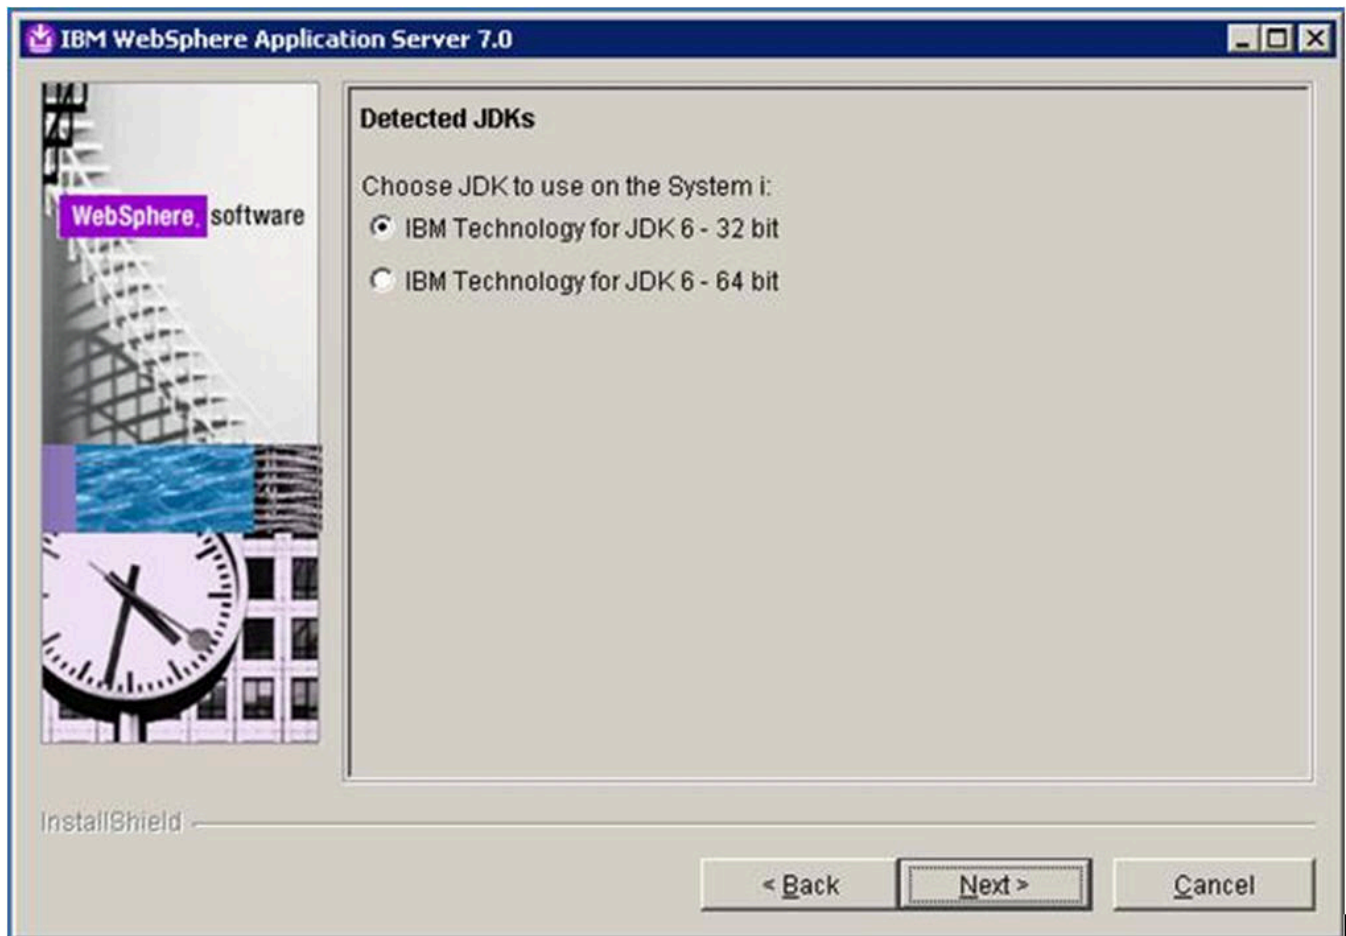 IBM WebSphere Application Server 7.0
WebSphere. software
Detected JDKs
Choose JDK to use on the System i:
IBM Technology for JDK 6 - 32 bit
IBM Technology for JDK 6 - 64 bit
InstallShield
< Back
Next >
Cancel